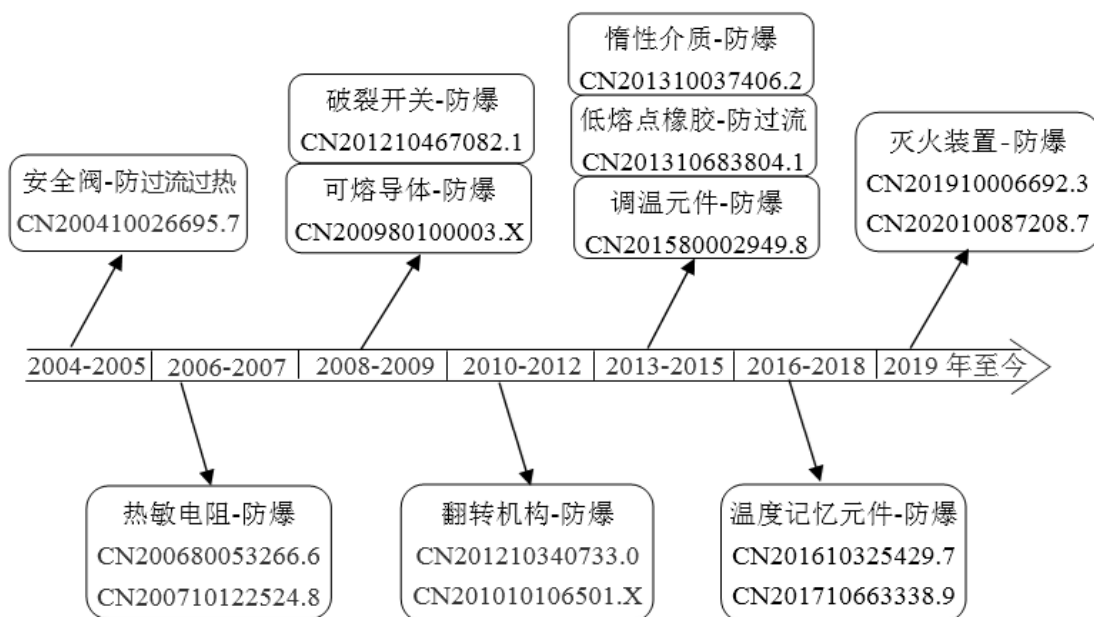 惰性介质-防爆
CN201310037406.2
破裂开关-防爆
CN201210467082.1
低熔点橡胶-防过流
CN201310683804.1
灭火装置-防爆
CN201910006692.3
CN202010087208.7
安全阀-防过流过热
CN200410026695.7
可熔导体-防爆
CN200980100003.X
调温元件-防爆
CN201580002949.8
2004-2005
2006-2007
2008-2009
2010-2012
2013-2015
2016-2018
2019 年至今
热敏电阻-防爆
CN200680053266.6
CN200710122524.8
翻转机构-防爆
CN201210340733.0
CN201010106501.X
温度记忆元件-防爆
CN201610325429.7
CN201710663338.9